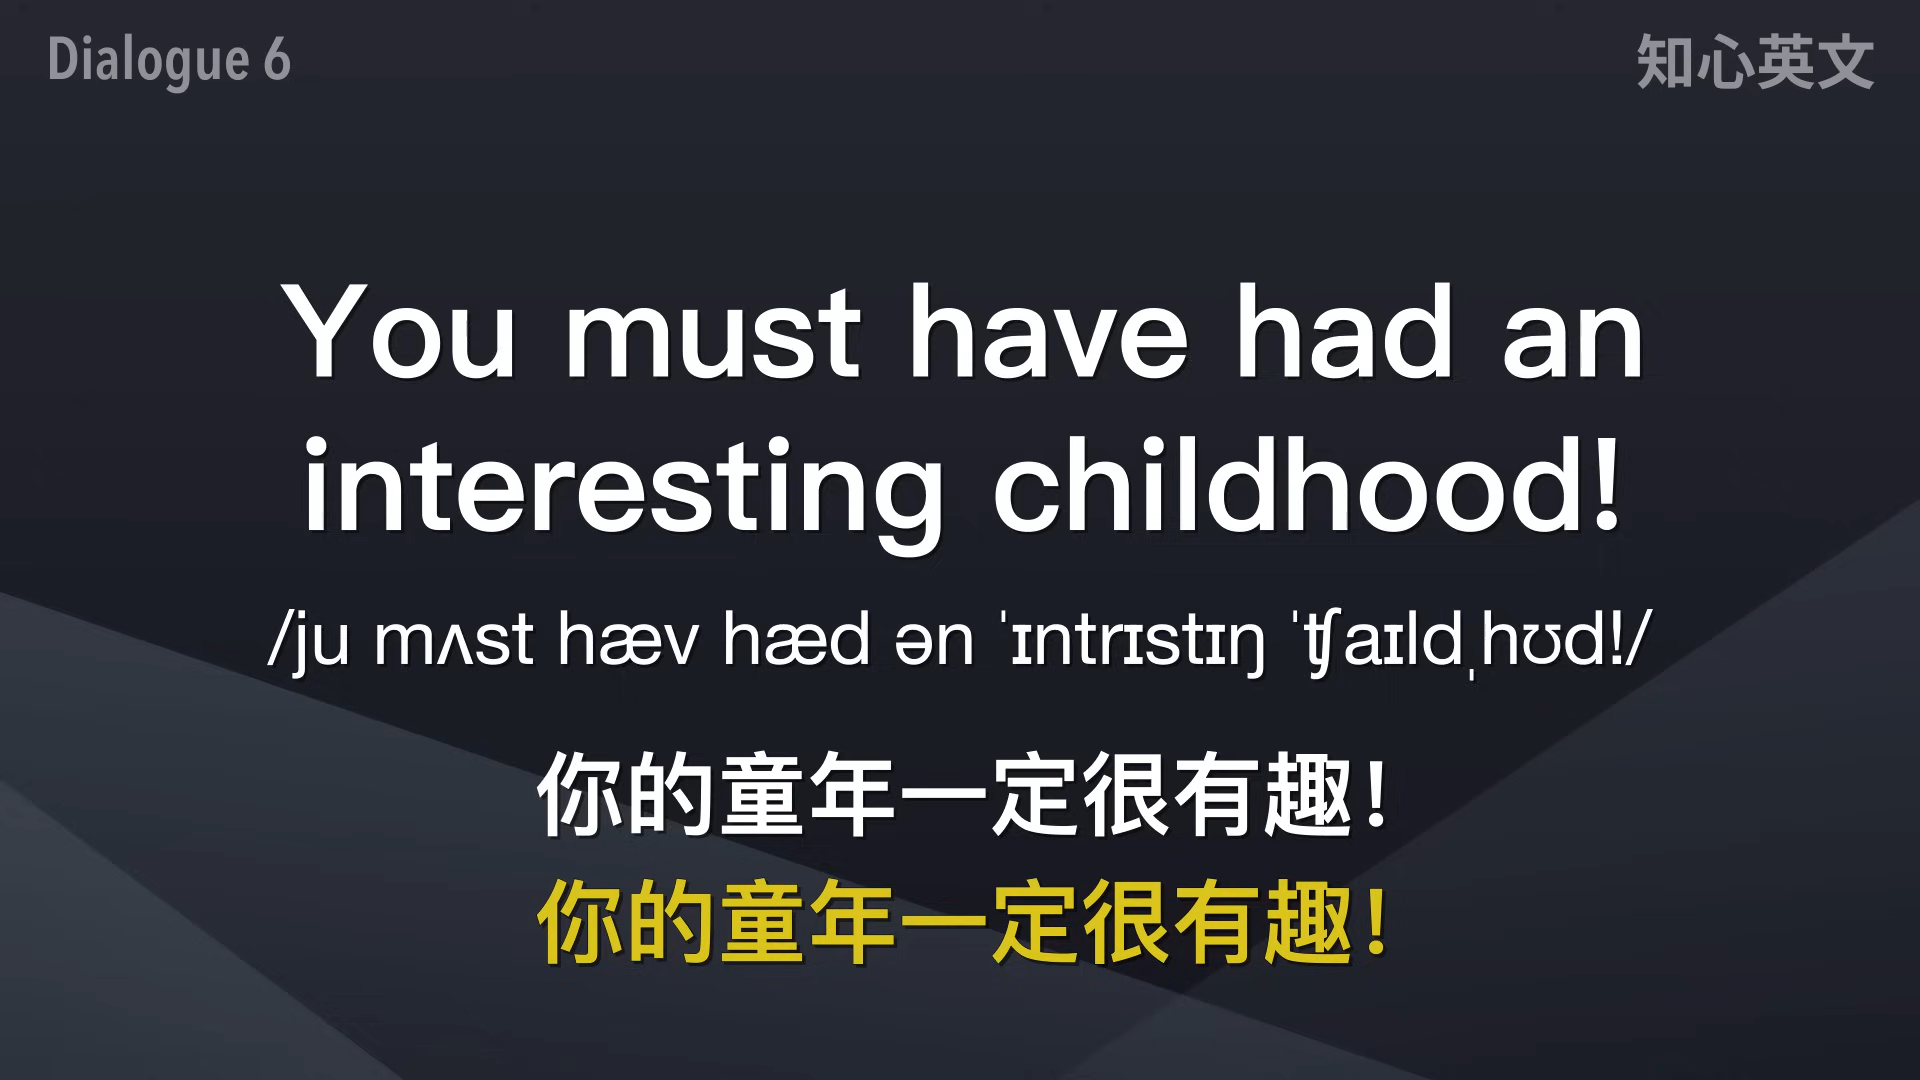 Dialogue 6
知心英文
You must have had an
interesting childhood!
/ju mʌst hæv hæd ən ˈɪntrɪstɪŋ ˈʧaɪldˌhʊd!/
你的童年一定很有趣！
你的童年一定很有趣！